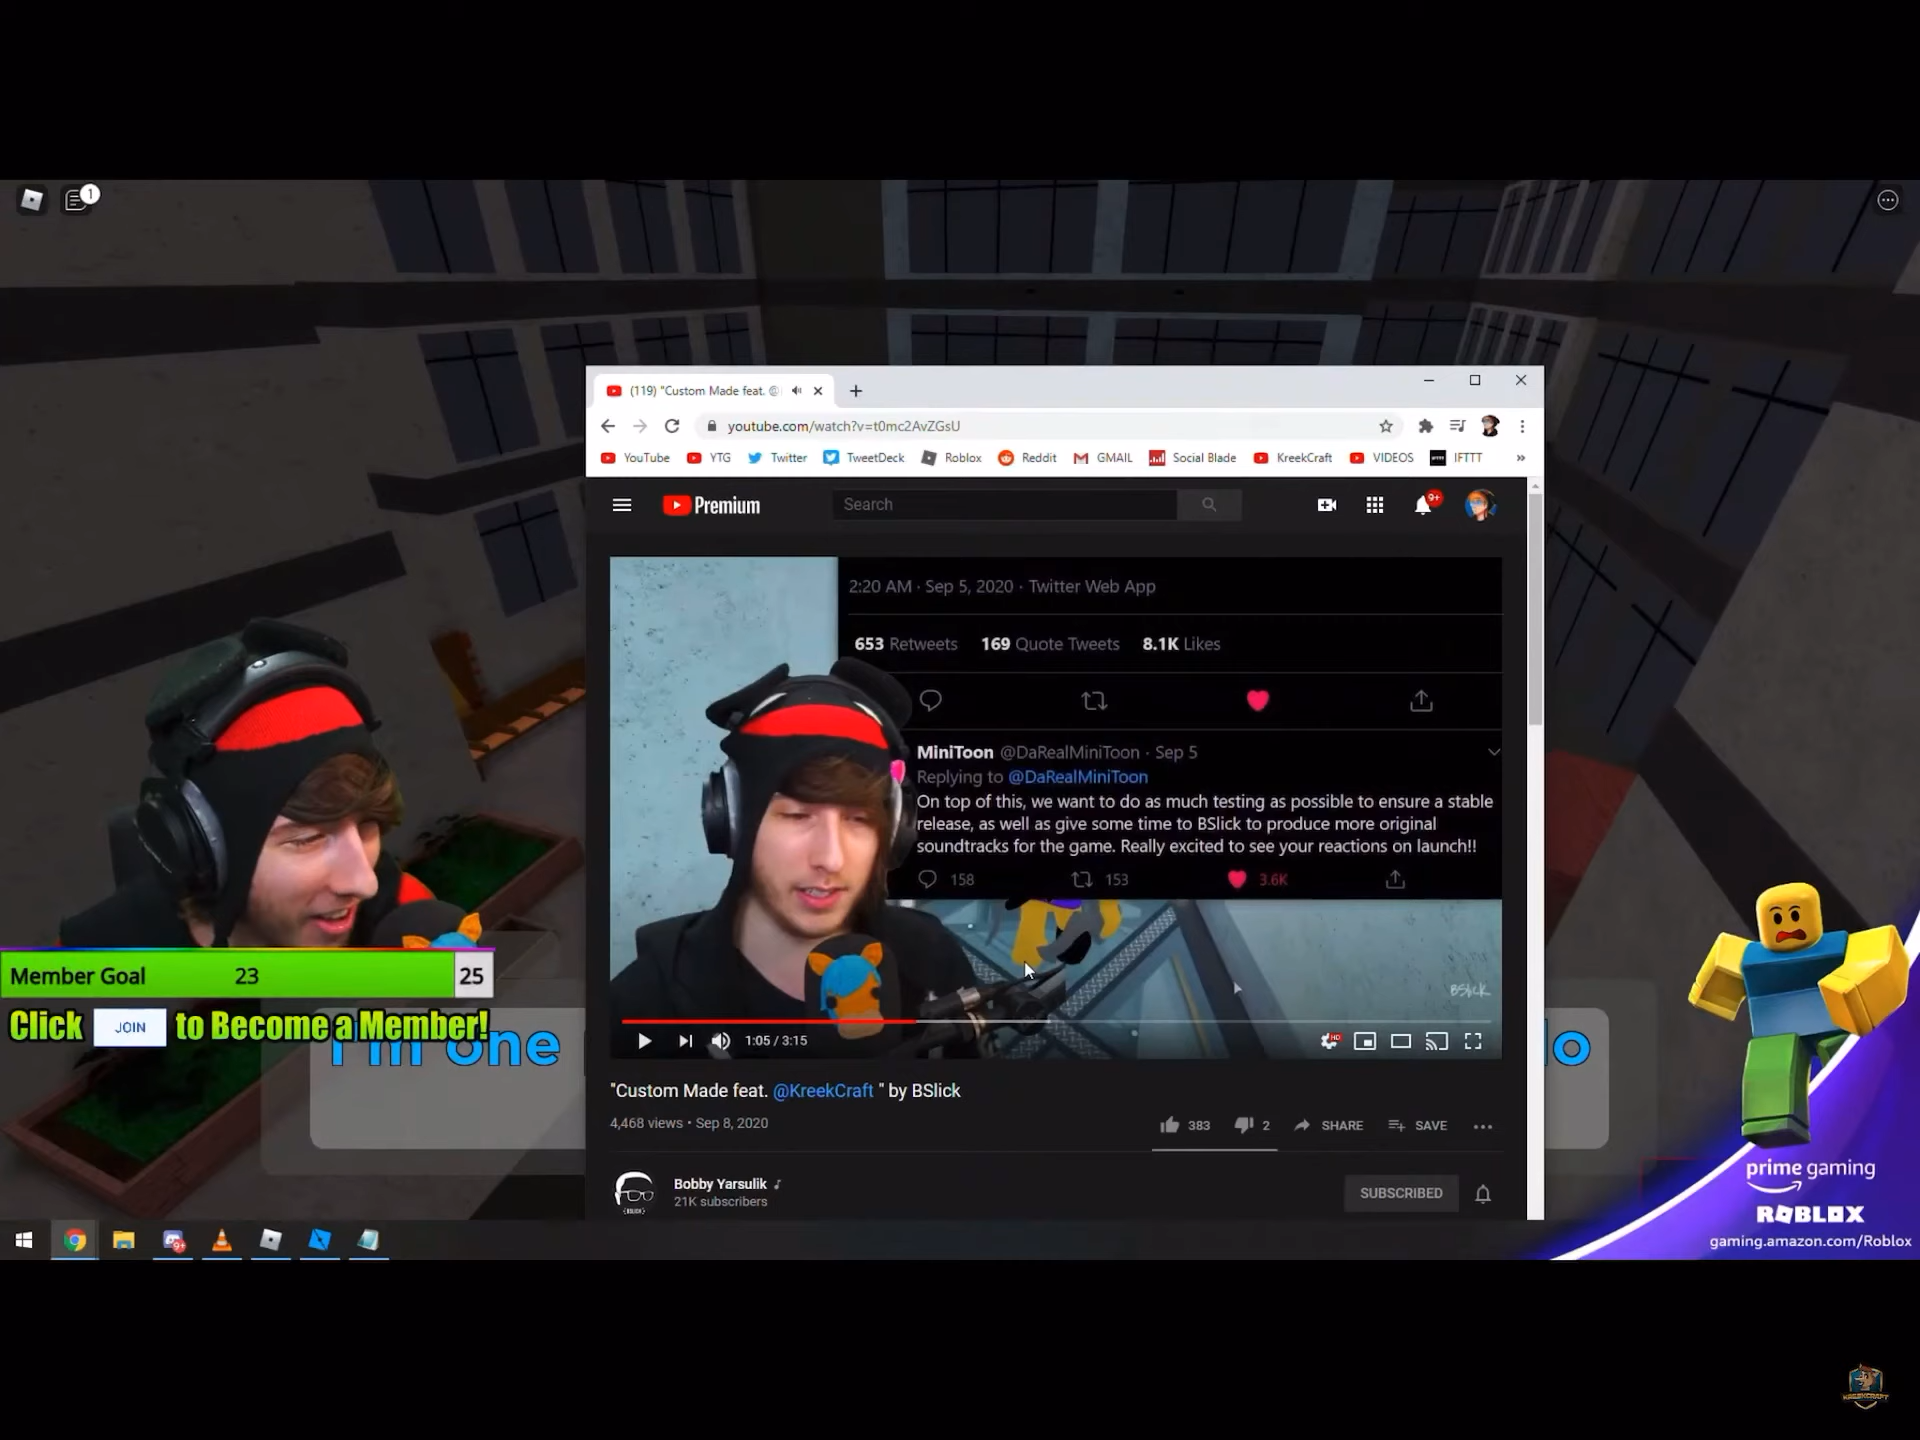 1
(119) "Custom Made feat. @
youtube.com/watch?v=t0mc2AvZGsU
YouTube YTG Twitter TweetDeck Roblox Reddit GMAIL Social Blade KreekCraft VIDEOS IFTTT »
Premium
Search
9+
2:20 AM · Sep 5, 2020 · Twitter Web App
653 Retweets 169 Quote Tweets 8.1K Likes
MiniToon @DaRealMiniToon · Sep 5
Replying to @DaRealMiniToon
On top of this, we want to do as much testing as possible to ensure a stable
release, as well as give some time to BSlick to produce more original
soundtracks for the game. Really excited to see your reactions on launch!!
158 153 3.6K
BSlick
1:05 / 3:15
HD
"Custom Made feat. @KreekCraft " by BSlick
4,468 views • Sep 8, 2020
383 2 SHARE SAVE
Bobby Yarsulik
21K subscribers
SUBSCRIBED
Member Goal 23 25
Click JOIN to Become a Member!
I'm one
lo
prime gaming
ROBLOX
gaming.amazon.com/Roblox
KREEKCRAFT